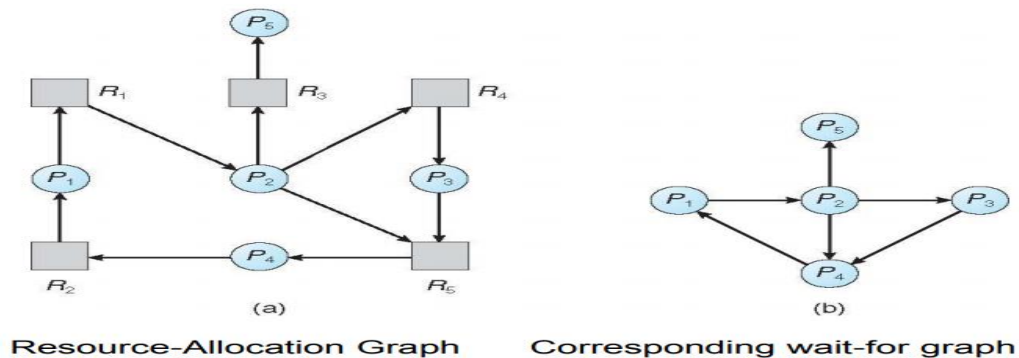 P5
R1
R3
R4
P1
P2
P3
R2
P4
R5
(a)
P5
P1
P2
P3
P4
(b)
Resource-Allocation Graph
Corresponding wait-for graph